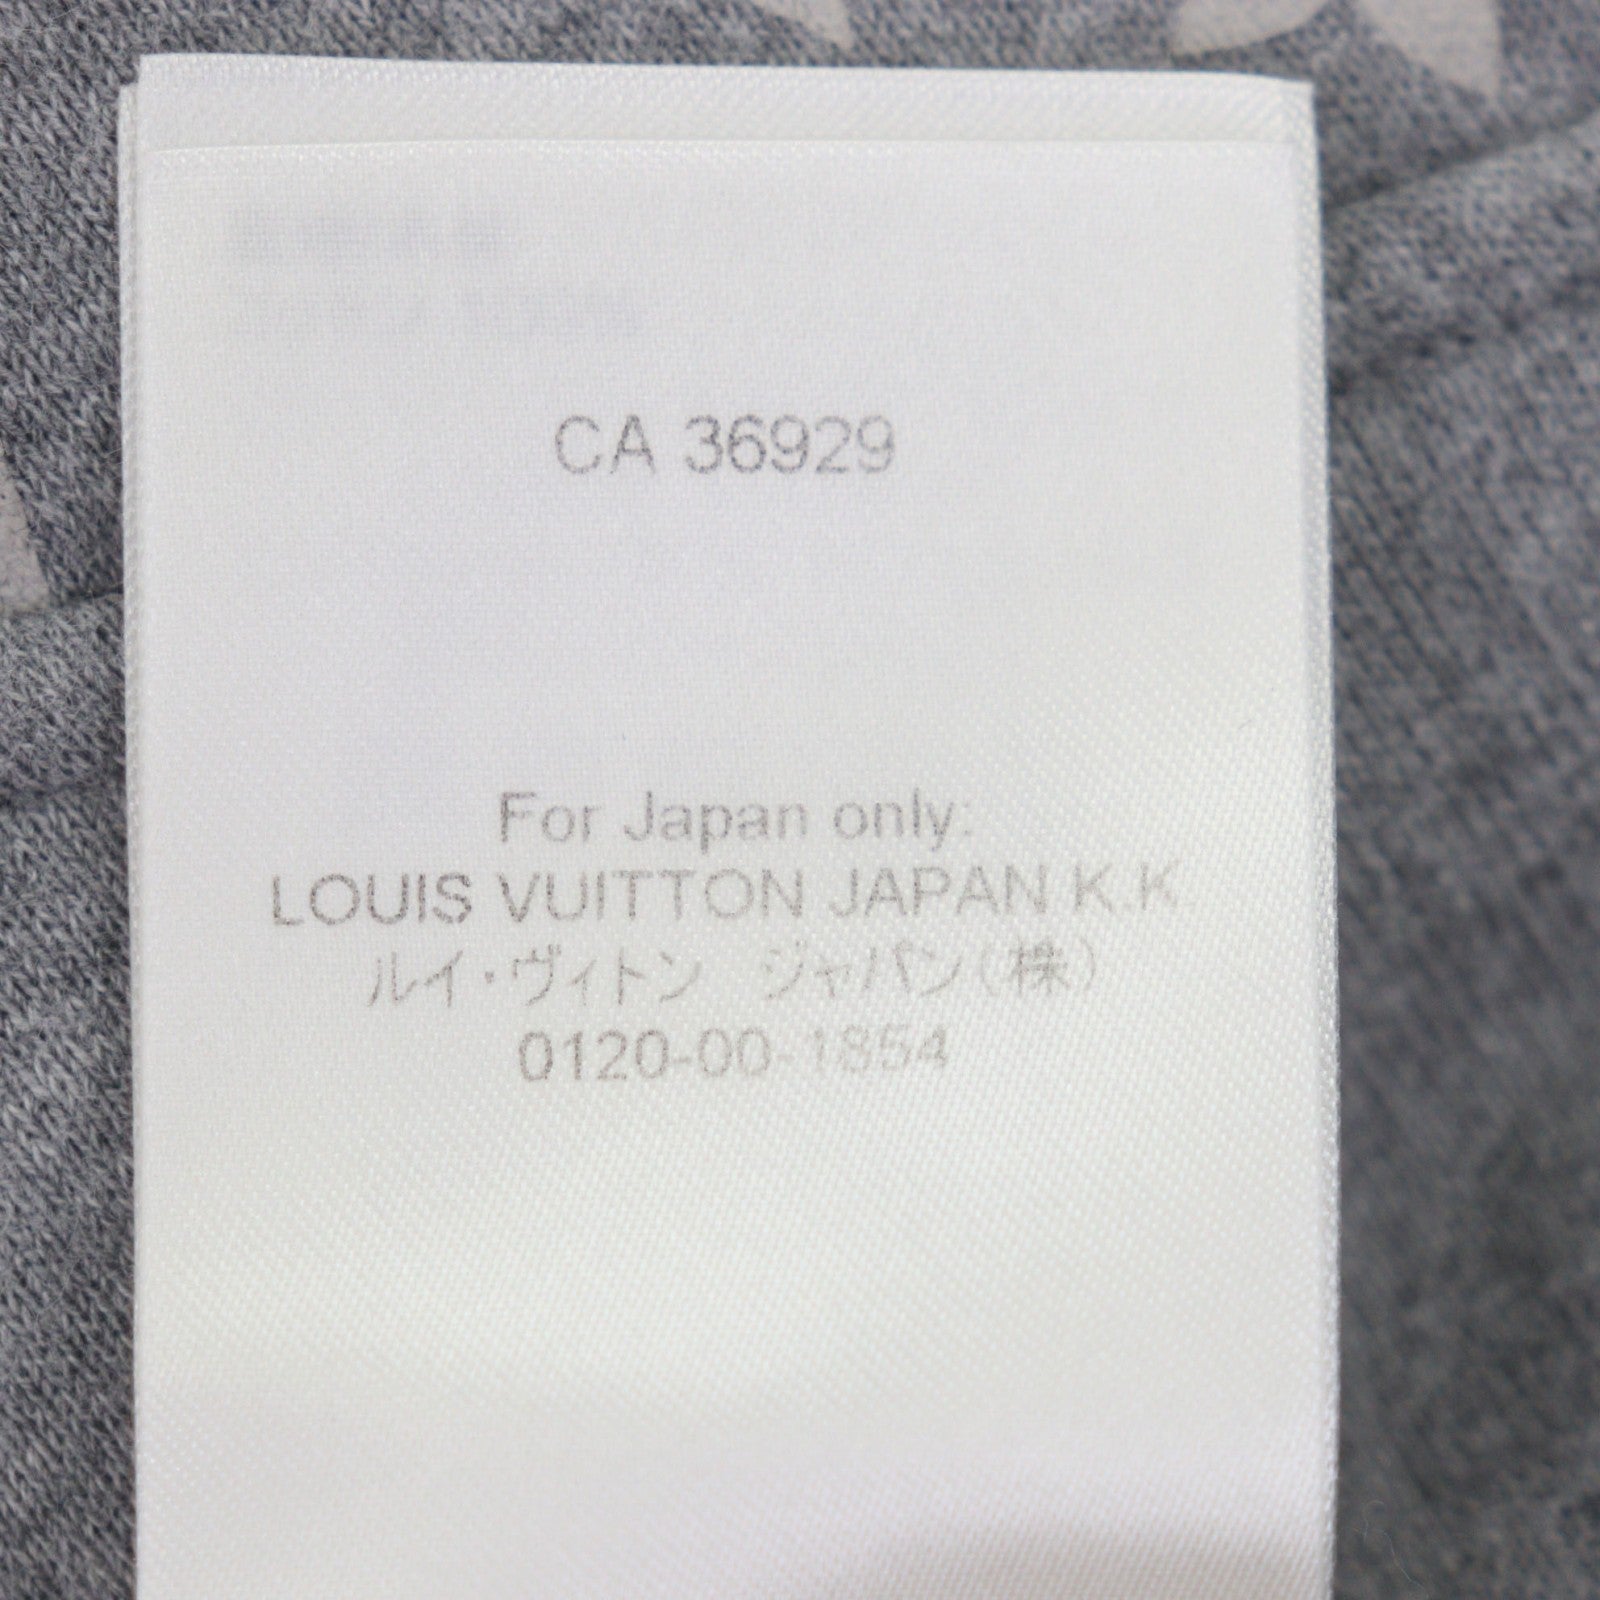 CA 36929
For Japan only:
LOUIS VUITTON JAPAN K.K
ルイ・ヴィトン　ジャパン(株)
0120-00-1854